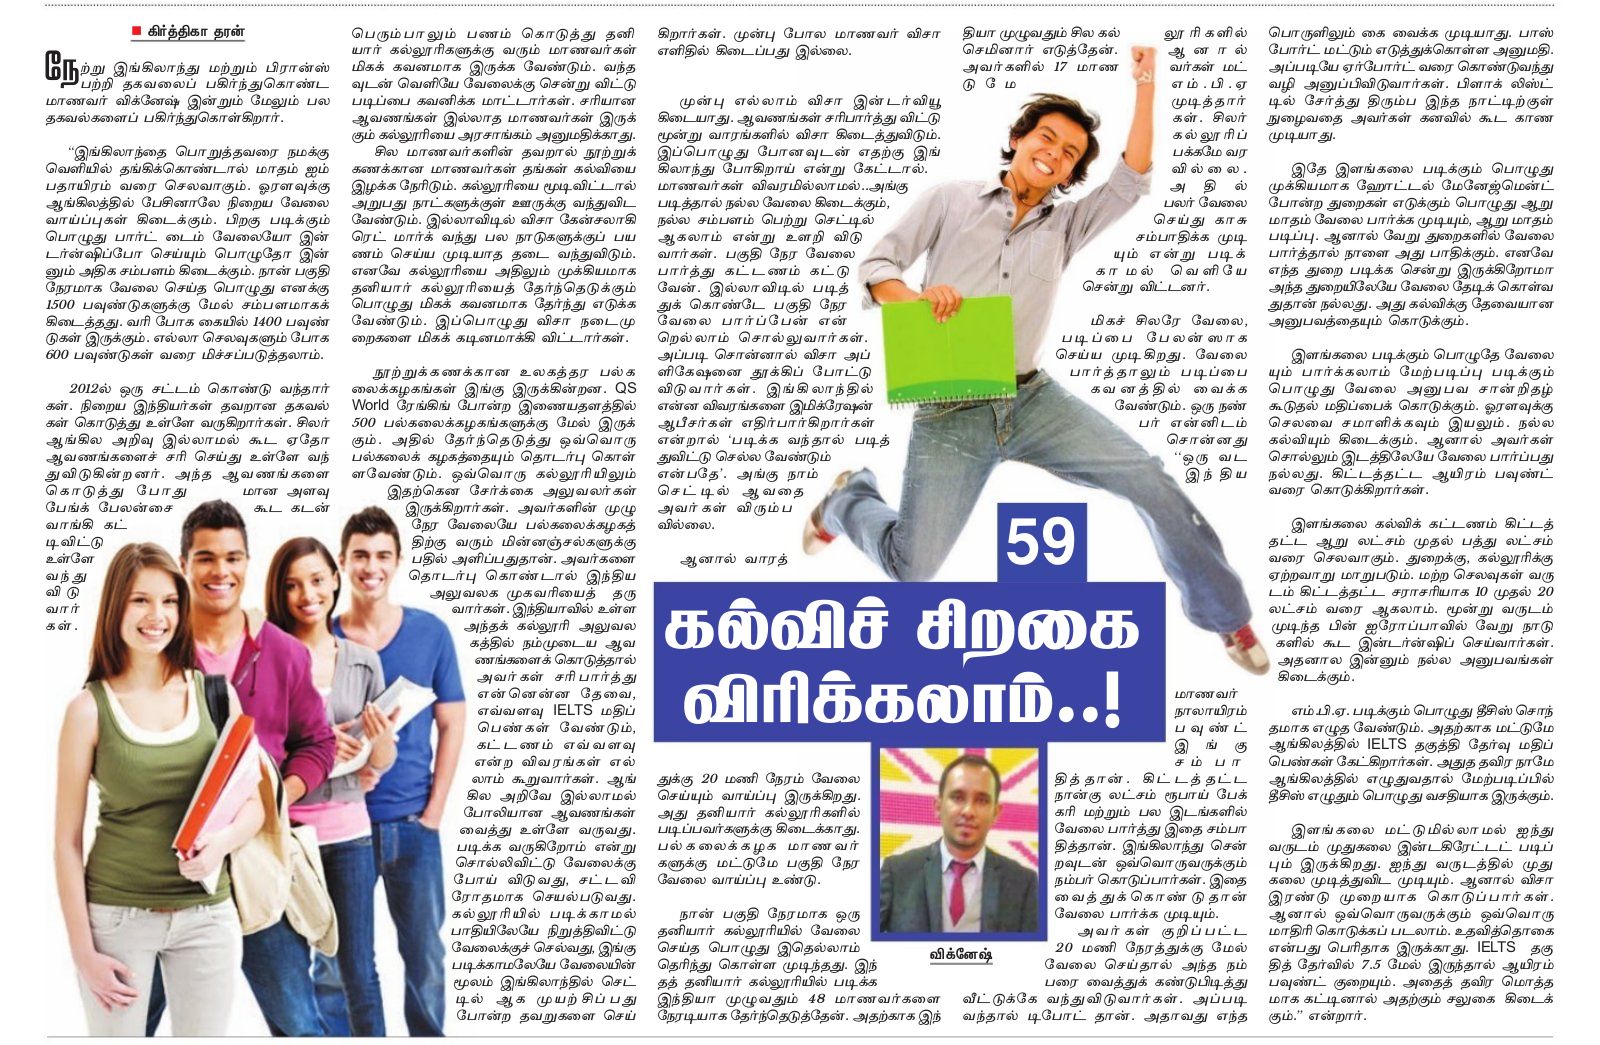 கிர்த்திகா தரன்
நேற்று இங்கிலாந்து மற்றும் பிரான்ஸ்
பற்றி தகவலைப் பகிர்ந்துகொண்ட
மாணவர் விக்னேஷ் இன்றும் மேலும் பல
தகவல்களைப் பகிர்ந்துகொள்கிறார்.
“இங்கிலாந்தை பொறுத்தவரை நமக்கு
வெளியில் தங்கிக்கொண்டால் மாதம் ஐம்
பதாயிரம் வரை செலவாகும். ஓரளவுக்கு
ஆங்கிலத்தில் பேசினாலே நிறைய வேலை
வாய்ப்புகள் கிடைக்கும். பிறகு படிக்கும்
பொழுது பார்ட் டைம் வேலையோ இன்
டர்ன்ஷிப்போ செய்யும் பொழுதோ இன்
னும் அதிக சம்பளம் கிடைக்கும். நான் பகுதி
நேரமாக வேலை செய்த பொழுது எனக்கு
1500 பவுண்டுகளுக்கு மேல் சம்பளமாகக்
கிடைத்தது. வரி போக கையில் 1400 பவுண்
டுகள் இருக்கும். எல்லா செலவுகளும் போக
600 பவுண்டுகள் வரை மிச்சப்படுத்தலாம்.
2012ல் ஒரு சட்டம் கொண்டு வந்தார்
கள். நிறைய இந்தியர்கள் தவறான தகவல்
கள் கொடுத்து உள்ளே வருகிறார்கள். சிலர்
ஆங்கில அறிவு இல்லாமல் கூட ஏதோ
ஆவணங்களைச் சரி செய்து உள்ளே வந்
துவிடுகின்றனர். அந்த ஆவணங்களை
கொடுத்து போது மான அளவு
பேங்க் பேலன்சை கூட கடன்
வாங்கி கட்
டிவிட்டு
உள்ளே
வந்து
விடு
வார்
கள்.
பெரும்பாலும் பணம் கொடுத்து தனி
யார் கல்லூரிகளுக்கு வரும் மாணவர்கள்
மிகக் கவனமாக இருக்க வேண்டும். வந்த
வுடன் வெளியே வேலைக்கு சென்று விட்டு
படிப்பை கவனிக்க மாட்டார்கள். சரியான
ஆவணங்கள் இல்லாத மாணவர்கள் இருக்
கும் கல்லூரியை அரசாங்கம் அனுமதிக்காது.
சில மாணவர்களின் தவறால் நூற்றுக்
கணக்கான மாணவர்கள் தங்கள் கல்வியை
இழக்க நேரிடும். கல்லூரியை மூடிவிட்டால்
அறுபது நாட்களுக்குள் ஊருக்கு வந்துவிட
வேண்டும். இல்லாவிடில் விசா கேன்சலாகி
ரெட் மார்க் வந்து பல நாடுகளுக்குப் பய
ணம் செய்ய முடியாத தடை வந்துவிடும்.
எனவே கல்லூரியை அதிலும் முக்கியமாக
தனியார் கல்லூரியைத் தேர்ந்தெடுக்கும்
பொழுது மிகக் கவனமாக தேர்ந்து எடுக்க
வேண்டும். இப்பொழுது விசா நடைமு
றைகளை மிகக் கடினமாக்கி விட்டார்கள்.
நூற்றுக்கணக்கான உலகத்தர பல்க
லைக்கழகங்கள் இங்கு இருக்கின்றன. QS
World ரேங்கிங் போன்ற இணையதளத்தில்
500 பல்கலைக்கழகங்களுக்கு மேல் இருக்
கும். அதில் தேர்ந்தெடுத்து ஒவ்வொரு
பல்கலைக் கழகத்தையும் தொடர்பு கொள்
ளவேண்டும். ஒவ்வொரு கல்லூரியிலும்
இதற்கென சேர்க்கை அலுவலர்கள்
இருக்கிறார்கள். அவர்களின் முழு
நேர வேலையே பல்கலைக்கழகத்
திற்கு வரும் மின்னஞ்சல்களுக்கு
பதில் அளிப்பதுதான். அவர்களை
தொடர்பு கொண்டால் இந்திய
அலுவலக முகவரியைத் தரு
வார்கள். இந்தியாவில் உள்ள
அந்தக் கல்லூரி அலுவல
கத்தில் நம்முடைய ஆவ
ணங்களைக் கொடுத்தால்
அவர்கள் சரிபார்த்து
என்னென்ன தேவை,
எவ்வளவு IELTS மதிப்
பெண்கள் வேண்டும்,
கட்டணம் எவ்வளவு
என்ற விவரங்கள் எல்
லாம் கூறுவார்கள். ஆங்
கில அறிவே இல்லாமல்
போலியான ஆவணங்கள்
வைத்து உள்ளே வருவது.
படிக்க வருகிறோம் என்று
சொல்லிவிட்டு வேலைக்கு
போய் விடுவது, சட்டவி
ரோதமாக செயல்படுவது.
கல்லூரியில் படிக்காமல்
பாதியிலேயே நிறுத்திவிட்டு
வேலைக்குச் செல்வது, இங்கு
படிக்காமலேயே வேலையின்
மூலம் இங்கிலாந்தில் செட்
டில் ஆக முயற்சிப்பது
போன்ற தவறுகளை செய்
கிறார்கள். முன்பு போல மாணவர் விசா
எளிதில் கிடைப்பது இல்லை.
முன்பு எல்லாம் விசா இன்டர்வியூ
கிடையாது. ஆவணங்கள் சரிபார்த்து விட்டு
மூன்று வாரங்களில் விசா கிடைத்துவிடும்.
இப்பொழுது போனவுடன் எதற்கு இங்
கிலாந்து போகிறாய் என்று கேட்டால்.
மாணவர்கள் விவரமில்லாமல்..அங்கு
படித்தால் நல்ல வேலை கிடைக்கும்,
நல்ல சம்பளம் பெற்று செட்டில்
ஆகலாம் என்று உளறி விடு
வார்கள். பகுதி நேர வேலை
பார்த்து கட்டணம் கட்டு
வேன். இல்லாவிடில் படித்
துக் கொண்டே பகுதி நேர
வேலை பார்ப்பேன் என்
றெல்லாம் சொல்லுவார்கள்.
அப்படி சொன்னால் விசா அப்
ளிகேஷனை தூக்கிப் போட்டு
விடுவார்கள். இங்கிலாந்தில்
என்ன விவரங்களை இமிக்ரேஷன்
ஆபீசர்கள் எதிர்பார்கிறார்கள்
என்றால் ‘படிக்க வந்தால் படித்
துவிட்டு செல்ல வேண்டும்
என்பதே’. அங்கு நாம்
செட்டில் ஆவதை
அவர்கள் விரும்ப
வில்லை.
ஆனால் வாரத்
59
கல்விச் சிறகை
விரிக்கலாம்..!
துக்கு 20 மணி நேரம் வேலை
செய்யும் வாய்ப்பு இருக்கிறது.
அது தனியார் கல்லூரிகளில்
படிப்பவர்களுக்கு கிடைக்காது.
பல்கலைக்கழக மாணவர்
களுக்கு மட்டுமே பகுதி நேர
வேலை வாய்ப்பு உண்டு.
நான் பகுதி நேரமாக ஒரு
தனியார் கல்லூரியில் வேலை
செய்த பொழுது இதெல்லாம்
தெரிந்து கொள்ள முடிந்தது. இந்
தத் தனியார் கல்லூரியில் படிக்க
இந்தியா முழுவதும் 48 மாணவர்களை
நேரடியாக தேர்ந்தெடுத்தேன். அதற்காக இந்
விக்னேஷ்
தியா முழுவதும் சில கல் லூரிகளில்
செமினார் எடுத்தேன். ஆனால்
அவர்களில் 17 மாண வர்கள் மட்
டுமே எம்.பி.ஏ
முடித்தார்
கள். சிலர்
கல்லூரிப்
பக்கமே வர
வில்லை.
அதில்
பலர் வேலை
செய்து காசு
சம்பாதிக்க முடி
யும் என்று படிக்
காமல் வெளியே
சென்று விட்டனர்.
மிகச் சிலரே வேலை,
படிப்பை பேலன்ஸாக
செய்ய முடிகிறது. வேலை
பார்த்தாலும் படிப்பை
கவனத்தில் வைக்க
வேண்டும். ஒரு நண்
பர் என்னிடம்
சொன்னது
“ஒரு வட
இந்திய
மாணவர்
நாலாயிரம்
பவுண்ட்
இங்கு
சம்பா
தித்தான். கிட்டத்தட்ட
நான்கு லட்சம் ரூபாய் பேக்
கரி மற்றும் பல இடங்களில்
வேலை பார்த்து இதை சம்பா
தித்தான். இங்கிலாந்து சென்
றவுடன் ஒவ்வொருவருக்கும்
நம்பர் கொடுப்பார்கள். இதை
வைத்துக்கொண்டுதான்
வேலை பார்க்க முடியும்.
அவர்கள் குறிப்பட்ட
20 மணி நேரத்துக்கு மேல்
வேலை செய்தால் அந்த நம்
பரை வைத்துக் கண்டுபிடித்து
வீட்டுக்கே வந்துவிடுவார்கள். அப்படி
வந்தால் டிபோட் தான். அதாவது எந்த
பொருளிலும் கை வைக்க முடியாது. பாஸ்
போர்ட் மட்டும் எடுத்துக்கொள்ள அனுமதி.
அப்படியே ஏர்போர்ட் வரை கொண்டுவந்து
வழி அனுப்பிவிடுவார்கள். பிளாக் லிஸ்ட்
டில் சேர்த்து திரும்ப இந்த நாட்டிற்குள்
நுழைவதை அவர்கள் கனவில் கூட காண
முடியாது.
இதே இளங்கலை படிக்கும் பொழுது
முக்கியமாக ஹோட்டல் மேனேஜ்மென்ட்
போன்ற துறைகள் எடுக்கும் பொழுது ஆறு
மாதம் வேலை பார்க்க முடியும், ஆறு மாதம்
படிப்பு. ஆனால் வேறு துறைகளில் வேலை
பார்த்தால் நாளை அது பாதிக்கும். எனவே
எந்த துறை படிக்க சென்று இருக்கிறோமா
அந்த துறையிலேயே வேலை தேடிக் கொள்வ
துதான் நல்லது. அது கல்விக்கு தேவையான
அனுபவத்தையும் கொடுக்கும்.
இளங்கலை படிக்கும் பொழுதே வேலை
யும் பார்க்கலாம் மேற்படிப்பு படிக்கும்
பொழுது வேலை அனுபவ சான்றிதழ்
கூடுதல் மதிப்பைக் கொடுக்கும். ஓரளவுக்கு
செலவை சமாளிக்கவும் இயலும். நல்ல
கல்வியும் கிடைக்கும். ஆனால் அவர்கள்
சொல்லும் இடத்திலேயே வேலை பார்ப்பது
நல்லது. கிட்டத்தட்ட ஆயிரம் பவுண்ட்
வரை கொடுக்கிறார்கள்.
இளங்கலை கல்விக் கட்டணம் கிட்டத்
தட்ட ஆறு லட்சம் முதல் பத்து லட்சம்
வரை செலவாகும். துறைக்கு, கல்லூரிக்கு
ஏற்றவாறு மாறுபடும். மற்ற செலவுகள் வரு
டம் கிட்டத்தட்ட சராசரியாக 10 முதல் 20
லட்சம் வரை ஆகலாம். மூன்று வருடம்
முடிந்த பின் ஐரோப்பாவில் வேறு நாடு
களில் கூட இன்டர்ன்ஷிப் செய்வார்கள்.
அதனால இன்னும் நல்ல அனுபவங்கள்
கிடைக்கும்.
எம்.பி.ஏ. படிக்கும் பொழுது தீசிஸ் சொந்
தமாக எழுத வேண்டும். அதற்காக மட்டுமே
ஆங்கிலத்தில் IELTS தகுத்தி தேர்வு மதிப்
பெண்கள் கேட்கிறார்கள். அதுத தவிர நாமே
ஆங்கிலத்தில் எழுதுவதால் மேற்படிப்பில்
தீசிஸ் எழுதும் பொழுது வசதியாக இருக்கும்.
இளங்கலை மட்டுமில்லாமல் ஐந்து
வருடம் முதுகலை இன்டகிரேட்டட் படிப்
பும் இருக்கிறது. ஐந்து வருடத்தில் முது
கலை முடித்துவிட முடியும். ஆனால் விசா
இரண்டு முறையாக கொடுப்பார்கள்.
ஆனால் ஒவ்வொருவருக்கும் ஒவ்வொரு
மாதிரி கொடுக்கப் படலாம். உதவித்தொகை
என்பது பெரிதாக இருக்காது. IELTS தகு
தித் தேர்வில் 7.5 மேல் இருந்தால் ஆயிரம்
பவுண்ட் குறையும். அதைத் தவிர மொத்த
மாக கட்டினால் அதற்கும் சலுகை கிடைக்
கும்.” என்றார்.